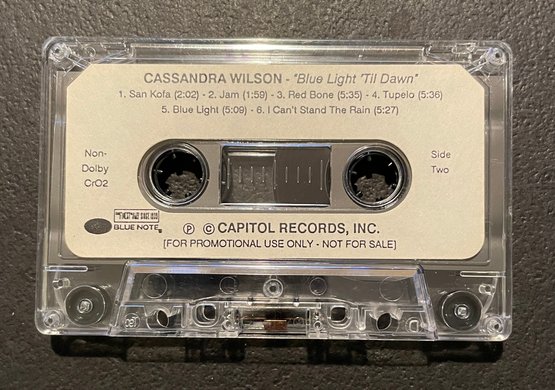 CASSANDRA WILSON - "Blue Light 'Til Dawn"
1. San Kofa (2:02) - 2. Jam (1:59) - 3. Red Bone (5:35) - 4. Tupelo (5:36)
5. Blue Light (5:09) - 6. I Can't Stand The Rain (5:27)
Non-
Dolby
CrO2
Side
Two
BLUE NOTE
Ⓟ © CAPITOL RECORDS, INC.
[FOR PROMOTIONAL USE ONLY - NOT FOR SALE]